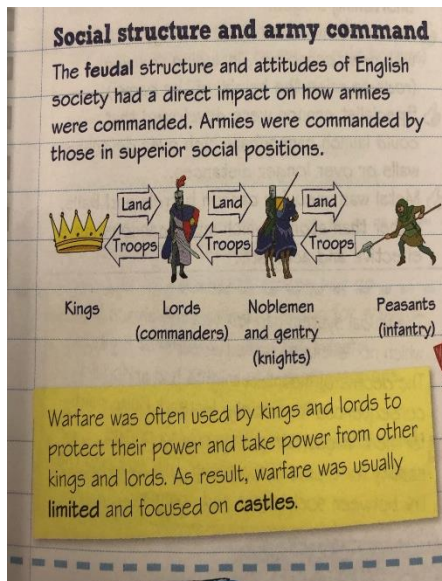 Social structure and army command
The feudal structure and attitudes of English
society had a direct impact on how armies
were commanded. Armies were commanded by
those in superior social positions.
Land Land Land
Troops Troops Troops
Kings Lords Noblemen Peasants
(commanders) and gentry (infantry)
(knights)
Warfare was often used by kings and lords to
protect their power and take power from other
kings and lords. As result, warfare was usually
limited and focused on castles.